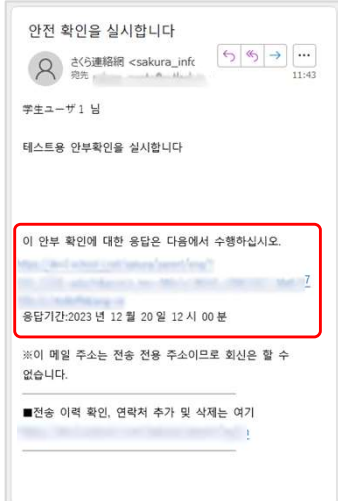 안전 확인을 실시합니다
さくら連絡網 <sakura_infc
宛先
11:43
学生ユーザ1 님
테스트용 안부확인을 실시합니다
이 안부 확인에 대한 응답은 다음에서 수행하십시오.
7
응답기간:2023 년 12 월 20 일 12 시 00 분
※이 메일 주소는 전송 전용 주소이므로 회신은 할 수
없습니다.
■전송 이력 확인, 연락처 추가 및 삭제는 여기